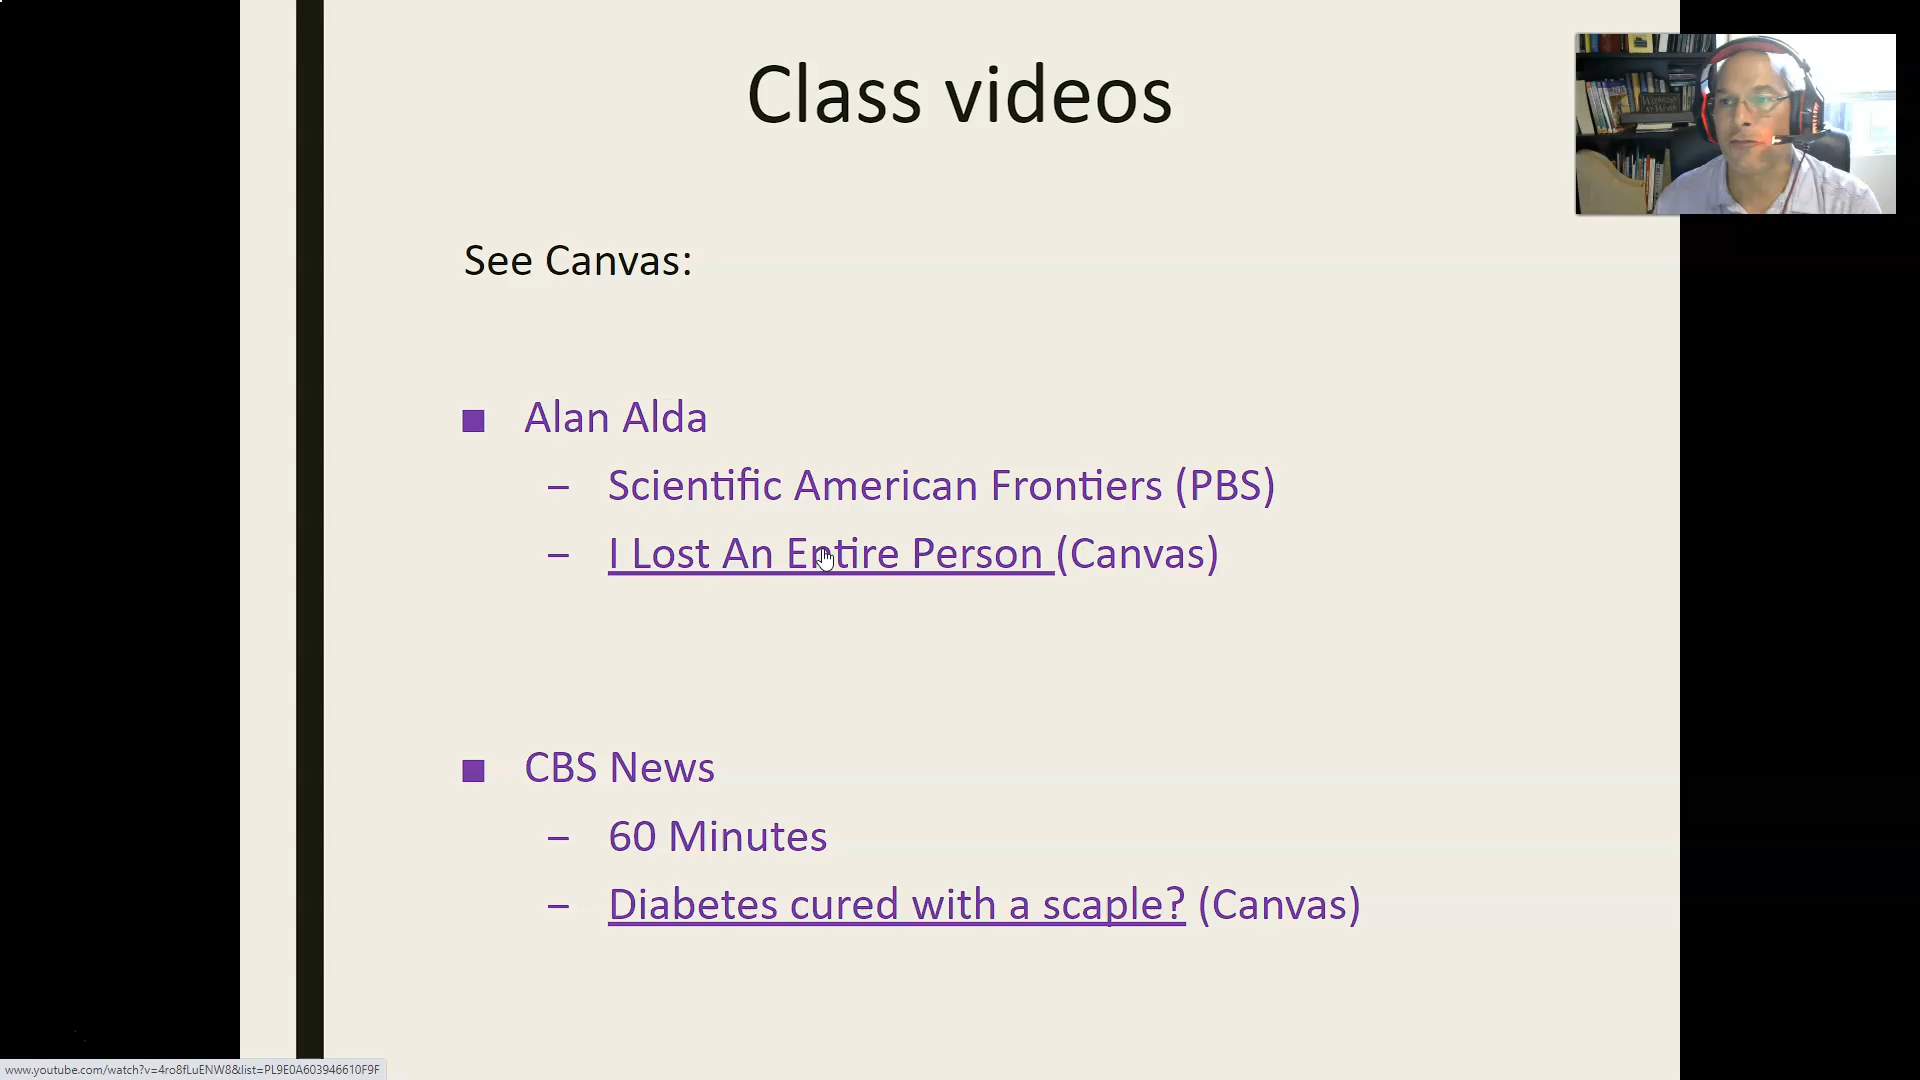 Class videos
See Canvas:
■ Alan Alda
– Scientific American Frontiers (PBS)
– I Lost An Entire Person (Canvas)
■ CBS News
– 60 Minutes
– Diabetes cured with a scaple? (Canvas)
www.youtube.com/watch?v=4ro8fLuENW8&list=PL9E0A603946610F9F